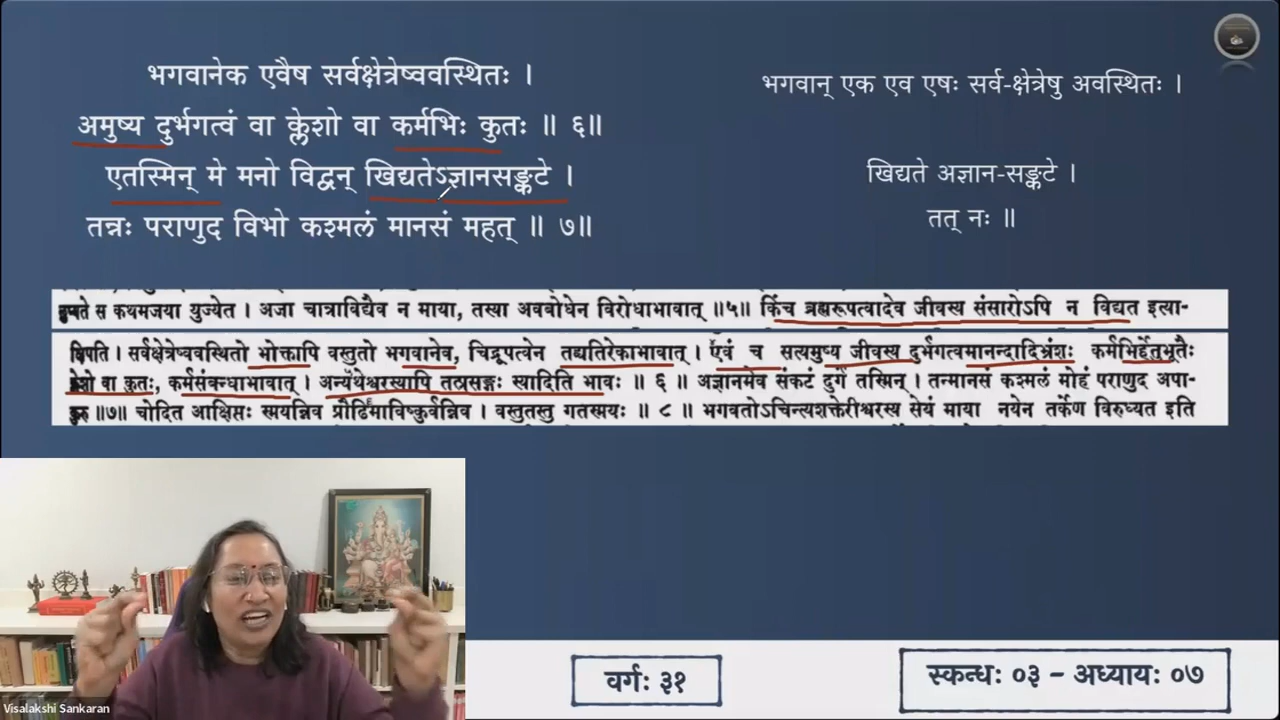 भगवानेक एवैष सर्वक्षेत्रेष्ववस्थितः ।
अमुष्य दुर्भगत्वं वा क्लेशो वा कर्मभिः कुतः ॥ ६॥
एतस्मिन् मे मनो विद्वन् खिद्यतेऽज्ञानसङ्कटे ।
तन्नः पराणुद विभो कश्मलं मानसं महत् ॥ ७॥
भगवान् एक एव एषः सर्व-क्षेत्रेषु अवस्थितः ।
खिद्यते अज्ञान-सङ्कटे ।
तत् नः ॥
स कथमजया युज्येत । अजा चात्राविद्यैव न माया, तस्या अवबोधेन विरोधाभावात् ॥५॥ किंच ब्रह्मरूपत्वादेव जीवस्य संसारोऽपि न विद्यत इत्या-
क्षिपति । सर्वक्षेत्रेष्ववस्थितो भोक्तापि वस्तुतो भगवानेव, चिद्रूपत्वेन तद्व्यतिरेकाभावात् । एवं च सत्यमुष्य जीवस्य दुर्भगत्वमानन्दादिभ्रंशः कर्मभिर्हेतुभूतैः
क्लेशो वा कुतः, कर्मसंबन्धाभावात् । अन्यथेश्वरस्यापि तत्प्रसङ्गः स्यादिति भावः ॥ ६ ॥ अज्ञानमेव संकटं दुर्गं तस्मिन् । तन्मानसं कश्मलं मोहं पराणुद अपा-
कुरु ॥७॥ चोदित आक्षिप्तः स्मयन्निव प्रौढिमाविष्कुर्वन्निव । वस्तुतस्तु गतस्मयः ॥ ८ ॥ भगवतोऽचिन्त्यशक्तेरीश्वरस्य सेयं माया नयेन तर्केण विरुध्यत इति
Visalakshi Sankaran
वर्गः ३१
स्कन्धः ०३ – अध्यायः ०७